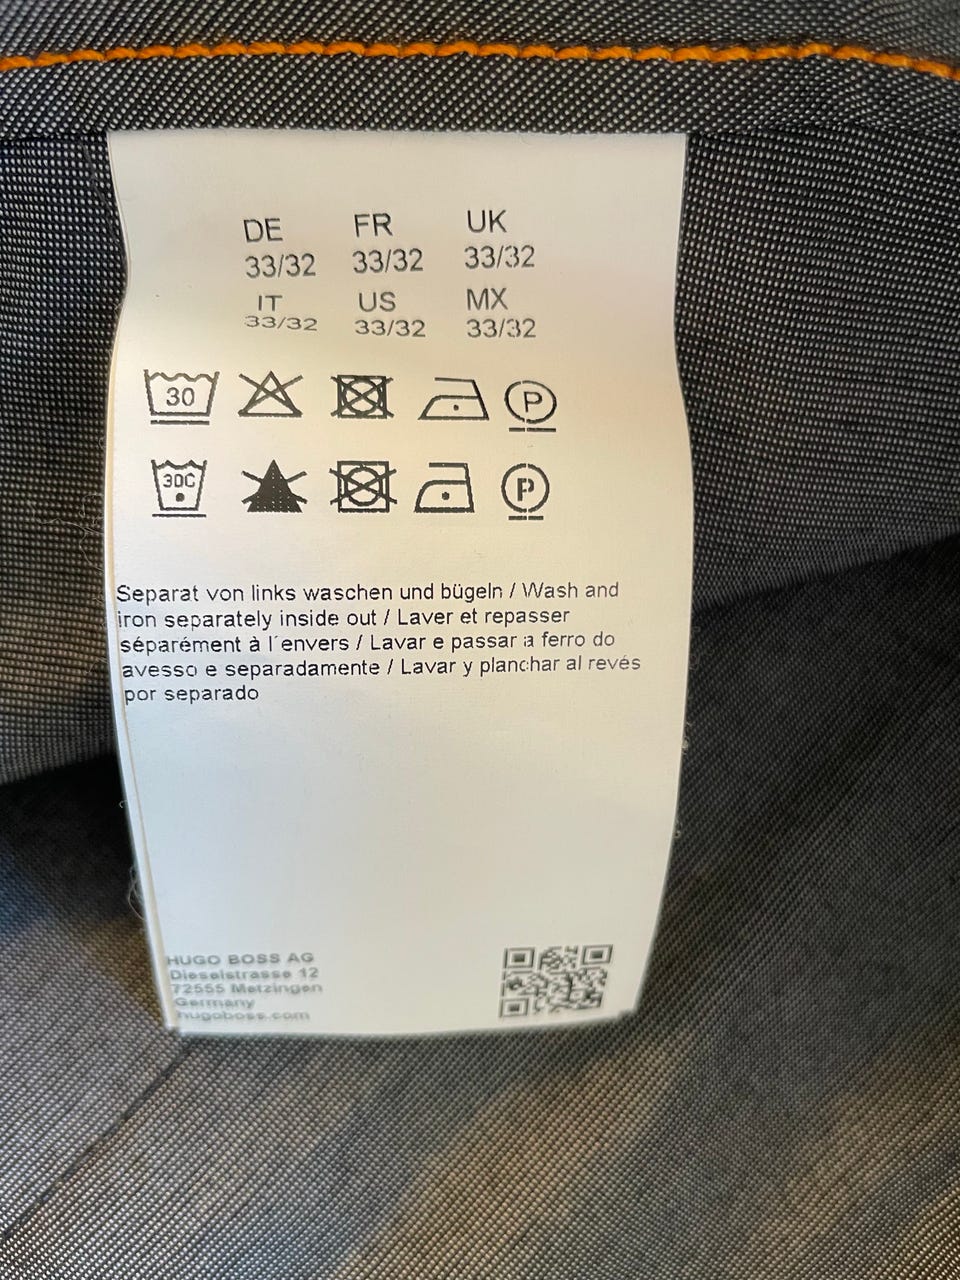 DE FR UK
33/32 33/32 33/32
IT US MX
33/32 33/32 33/32
30 P
30C P
Separat von links waschen und bügeln / Wash and
iron separately inside out / Laver et repasser
séparément à l´envers / Lavar e passar a ferro do
avesso e separadamente / Lavar y planchar al revés
por separado
HUGO BOSS AG
Dieselstrasse 12
72555 Metzingen
Germany
hugoboss.com